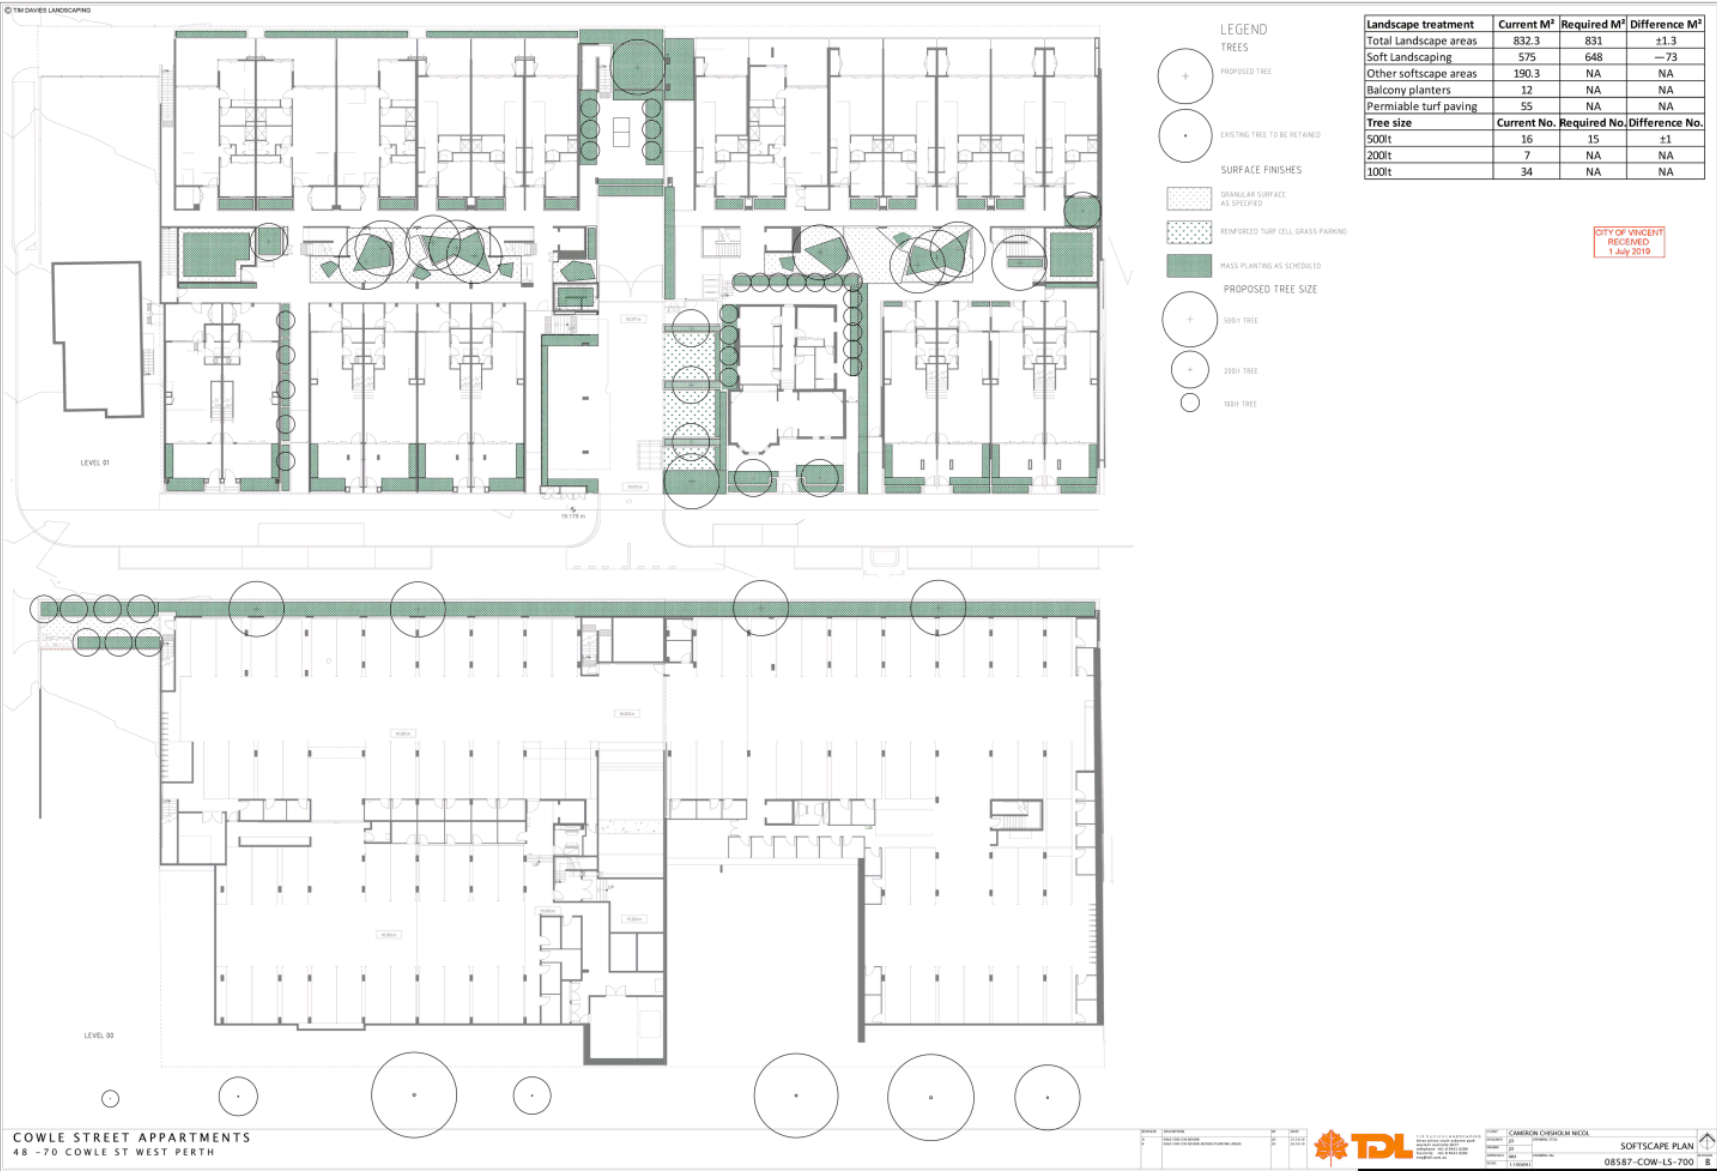 © TIM DAVIES LANDSCAPING
LEGEND
TREES
PROPOSED TREE
EXISTING TREE TO BE RETAINED
SURFACE FINISHES
GRANULAR SURFACE
AS SPECIFIED
REINFORCED TURF CELL GRASS PARKING
MASS PLANTING AS SCHEDULED
PROPOSED TREE SIZE
500lt TREE
200lt TREE
100lt TREE
Landscape treatment Current M² Required M² Difference M²
Total Landscape areas 832.3 831 ±1.3
Soft Landscaping 575 648 —73
Other softscape areas 190.3 NA NA
Balcony planters 12 NA NA
Permiable turf paving 55 NA NA
Tree size Current No. Required No. Difference No.
500lt 16 15 ±1
200lt 7 NA NA
100lt 34 NA NA
CITY OF VINCENT
RECEIVED
1 July 2019
LEVEL 01
LEVEL 00
COWLE STREET APPARTMENTS
48 -70 COWLE ST WEST PERTH
TDL
CAMERON CHISHOLM NICOL
SOFTSCAPE PLAN
08587-COW-LS-700 B